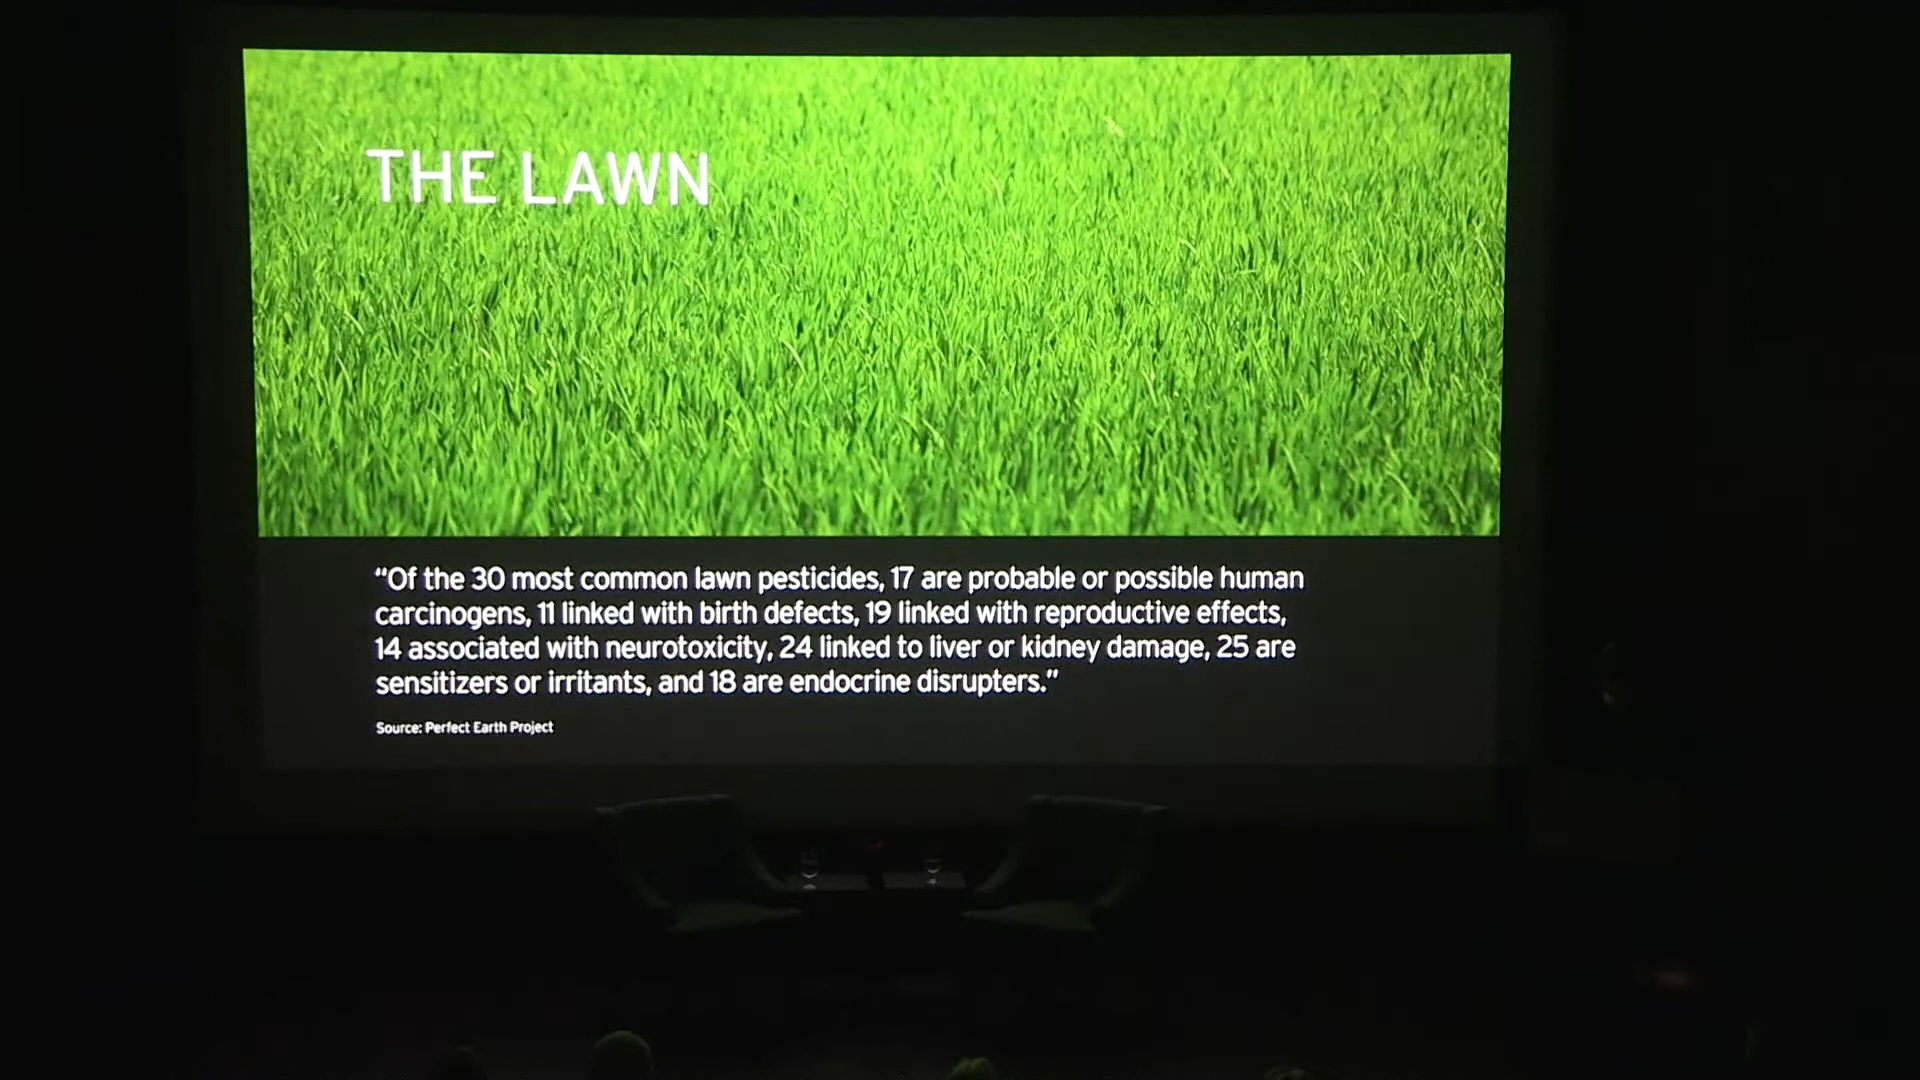 THE LAWN
“Of the 30 most common lawn pesticides, 17 are probable or possible human
carcinogens, 11 linked with birth defects, 19 linked with reproductive effects,
14 associated with neurotoxicity, 24 linked to liver or kidney damage, 25 are
sensitizers or irritants, and 18 are endocrine disrupters.”
Source: Perfect Earth Project